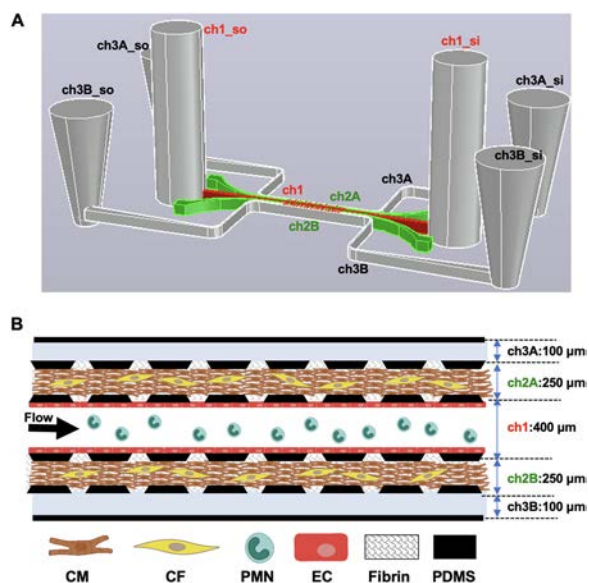 A
ch1_so
ch3A_so
ch3B_so
ch1_si
ch3A_si
ch3B_si
ch3A
ch1
ch2A
ch2B
ch3B
B
ch3A:100 μm
ch2A:250 μm
Flow
ch1:400 μm
ch2B:250 μm
ch3B:100 μm
CM CF PMN EC Fibrin PDMS